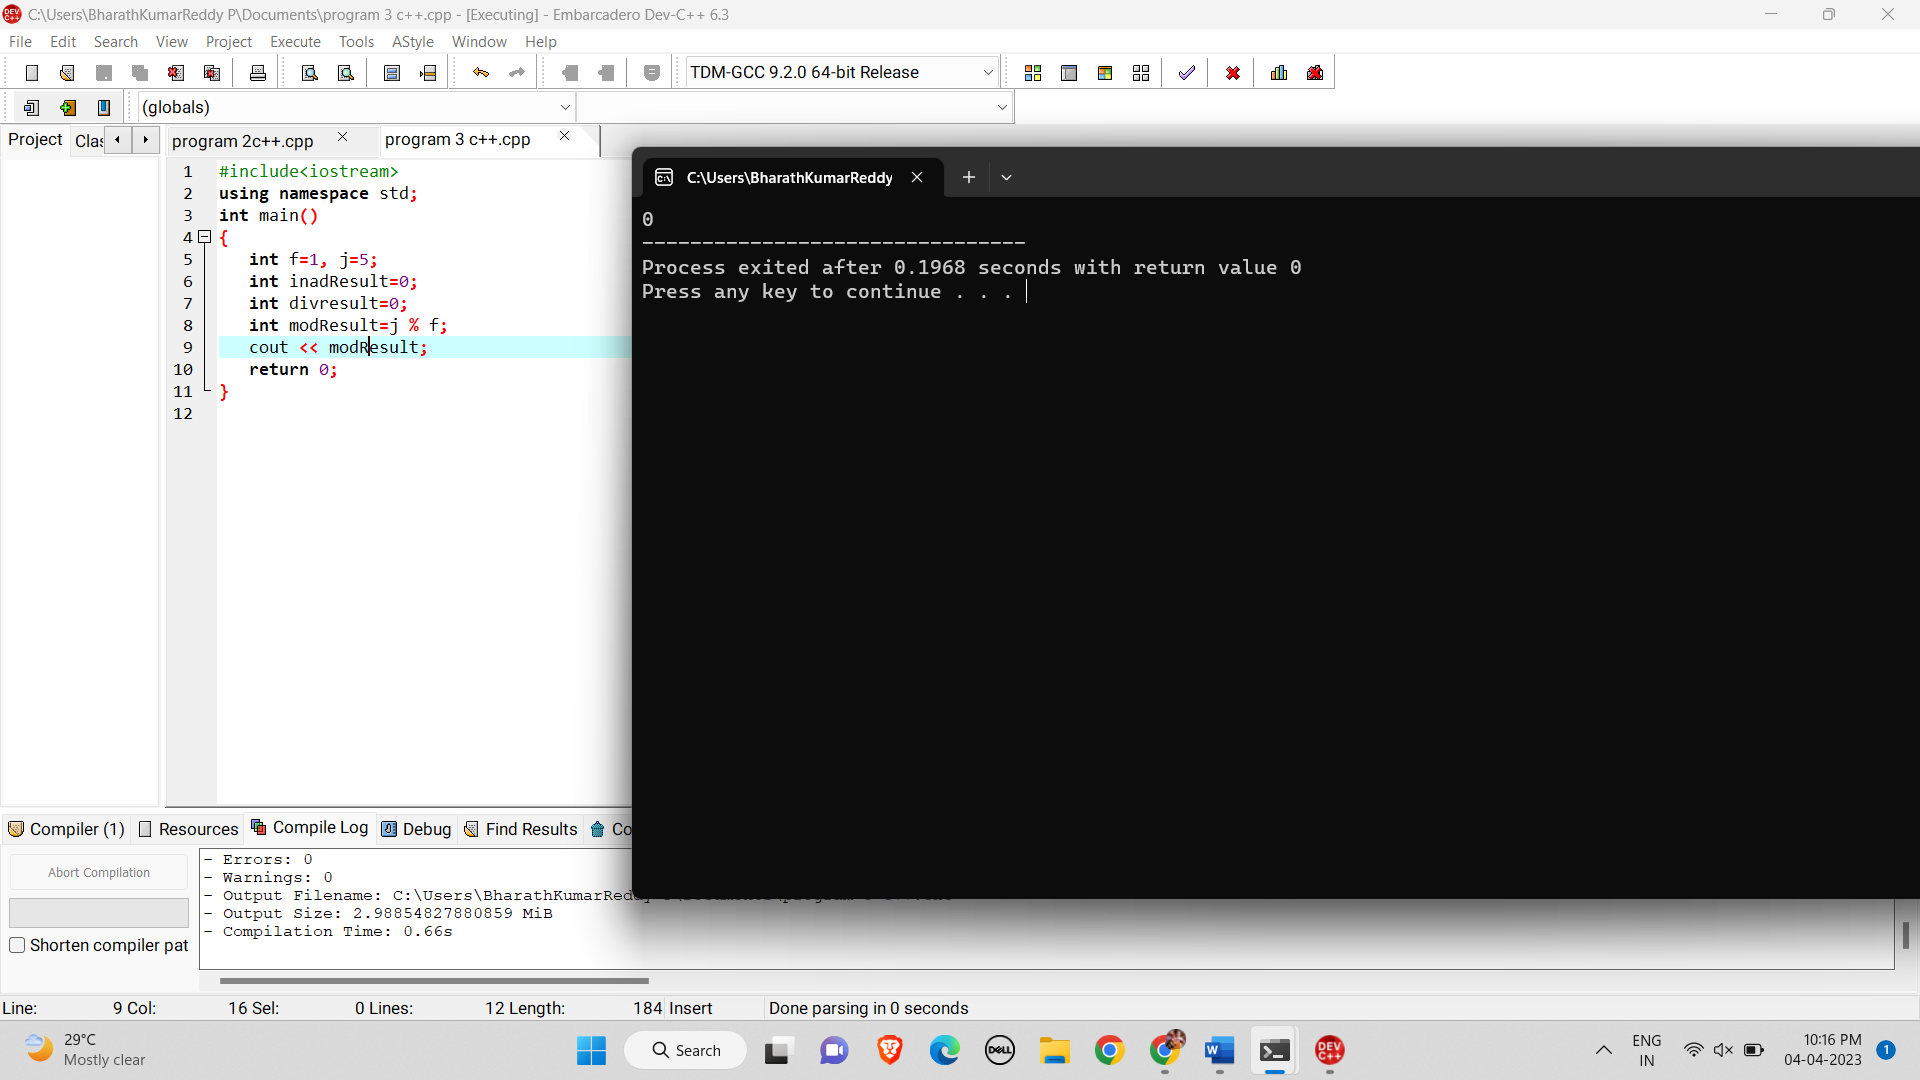 C:\Users\BharathKumarReddy P\Documents\program 3 c++.cpp - [Executing] - Embarcadero Dev-C++ 6.3
File Edit Search View Project Execute Tools AStyle Window Help
TDM-GCC 9.2.0 64-bit Release
(globals)
Project Clas program 2c++.cpp program 3 c++.cpp
1 #include<iostream>
2 using namespace std;
3 int main()
4 {
5 int f=1, j=5;
6 int inadResult=0;
7 int divresult=0;
8 int modResult=j % f;
9 cout << modResult;
10 return 0;
11 }
12
C:\Users\BharathKumarReddy
0
--------------------------------
Process exited after 0.1968 seconds with return value 0
Press any key to continue . . .
Compiler (1) Resources Compile Log Debug Find Results Co
Abort Compilation
Shorten compiler pat
- Errors: 0
- Warnings: 0
- Output Filename: C:\Users\BharathKumarRed
- Output Size: 2.98854827880859 MiB
- Compilation Time: 0.66s
Line: 9 Col: 16 Sel: 0 Lines: 12 Length: 184 Insert Done parsing in 0 seconds
29°C
Mostly clear
Search
DELL
DEV C++
ENG
IN
10:16 PM
04-04-2023
1